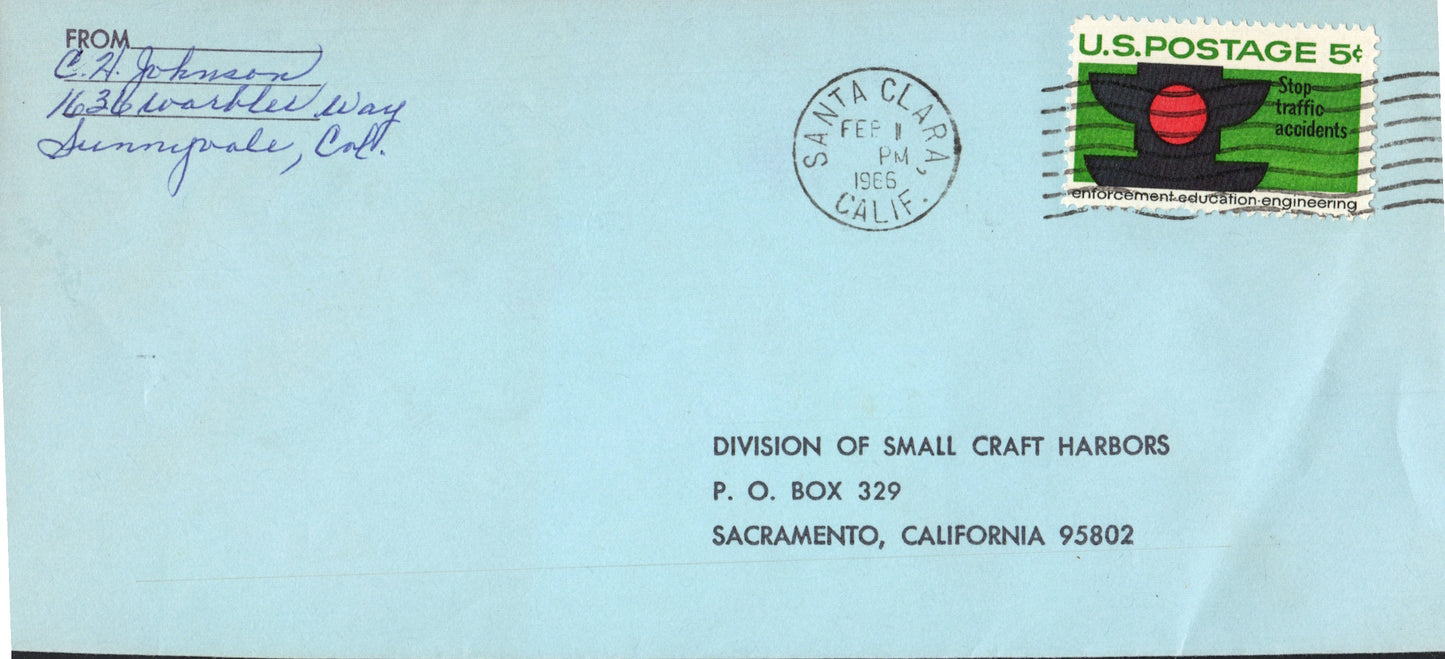 FROM
C. H. Johnson
1636 Warbler Way
Sunnyvale, Cal.
SANTA CLARA,
FEB 1
PM
1966
CALIF.
U.S.POSTAGE 5¢
Stop
traffic
accidents
enforcement·education·engineering
DIVISION OF SMALL CRAFT HARBORS
P. O. BOX 329
SACRAMENTO, CALIFORNIA 95802